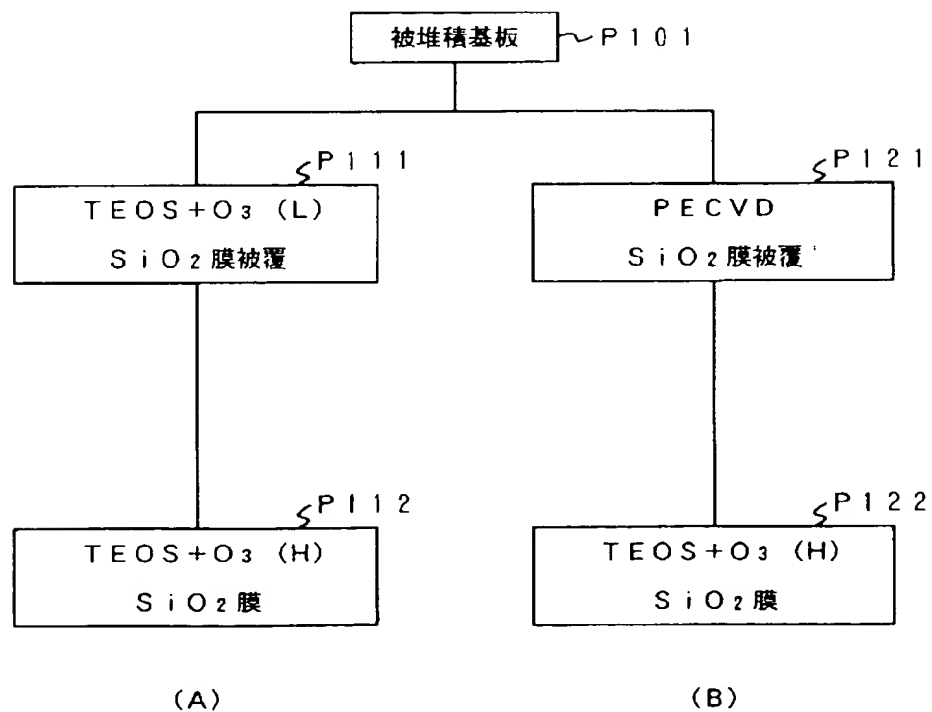 被堆積基板 P101
P111
TEOS+O₃ (L)
SiO₂膜被覆
P121
PECVD
SiO₂膜被覆
P112
TEOS+O₃ (H)
SiO₂膜
P122
TEOS+O₃ (H)
SiO₂膜
(A)
(B)